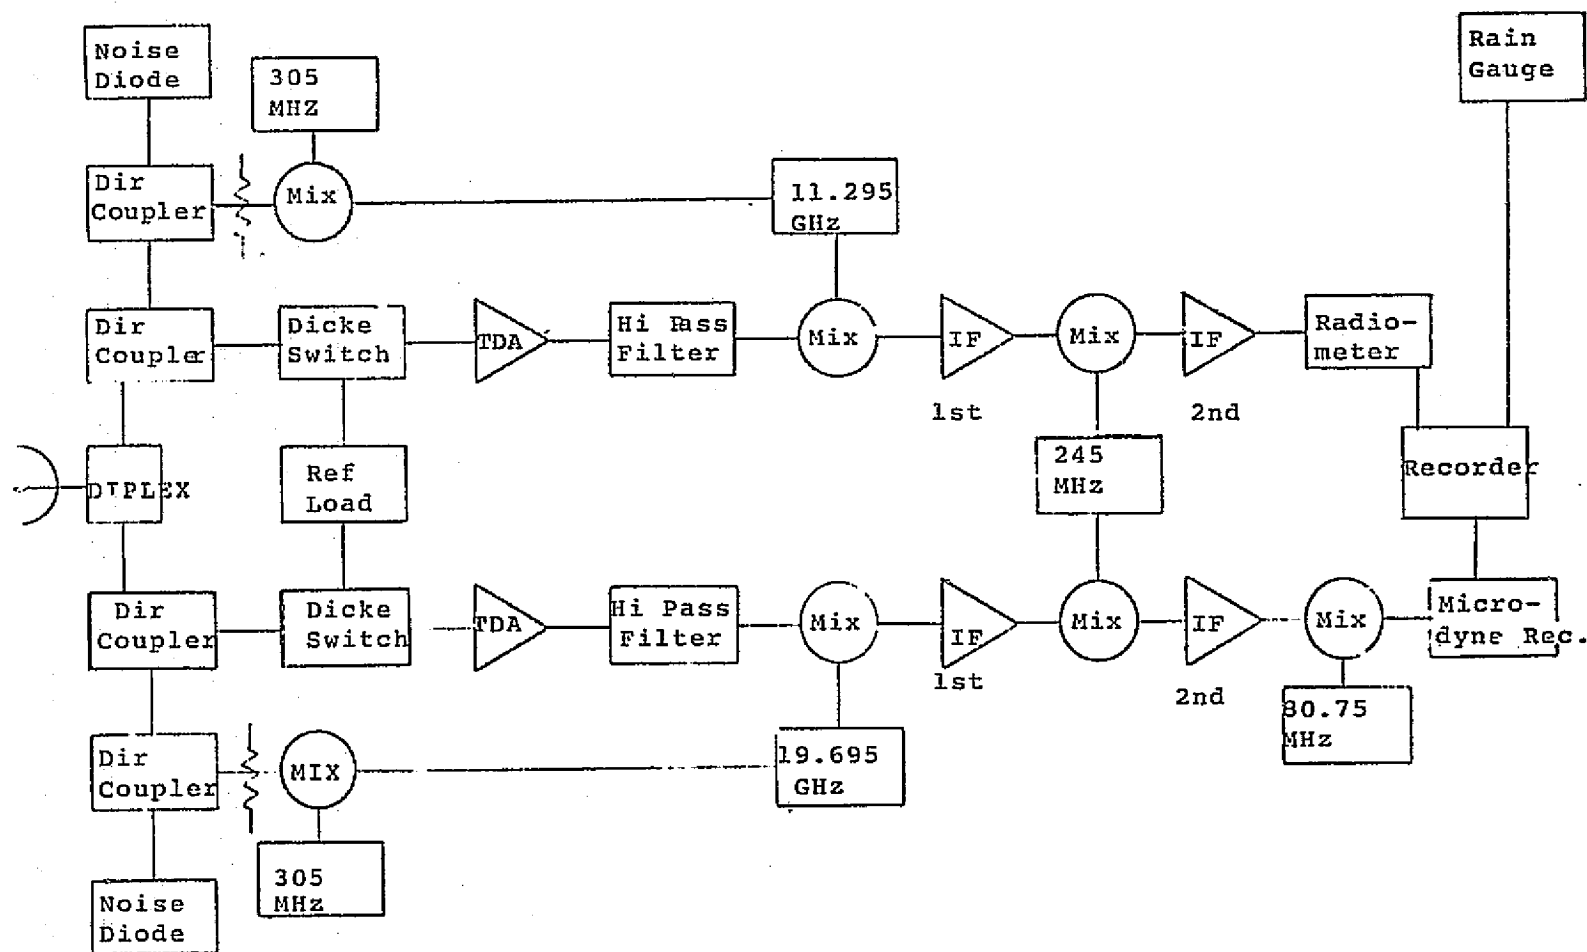 Noise
Diode
305
MHZ
Rain
Gauge
Dir
Coupler
Mix
11.295
GHz
Dir
Coupler
Dicke
Switch
TDA
Hi Pass
Filter
Mix
IF
1st
Mix
IF
2nd
Radio-
meter
DIPLEX
Ref
Load
245
MHz
Recorder
Dir
Coupler
Dicke
Switch
TDA
Hi Pass
Filter
Mix
IF
1st
Mix
IF
2nd
Mix
Micro-
dyne Rec.
30.75
MHz
Dir
Coupler
MIX
19.695
GHz
305
MHz
Noise
Diode